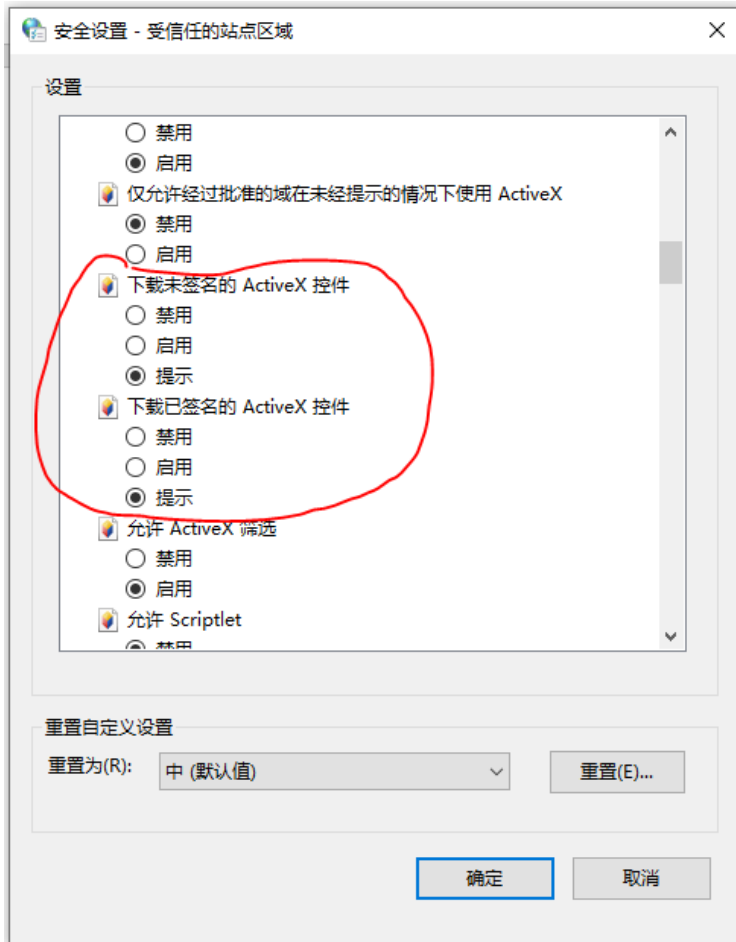 安全设置 - 受信任的站点区域
设置
禁用
启用
仅允许经过批准的域在未经提示的情况下使用 ActiveX
禁用
启用
下载未签名的 ActiveX 控件
禁用
启用
提示
下载已签名的 ActiveX 控件
禁用
启用
提示
允许 ActiveX 筛选
禁用
启用
允许 Scriptlet
禁用
重置自定义设置
重置为(R):
中 (默认值)
重置(E)...
确定
取消